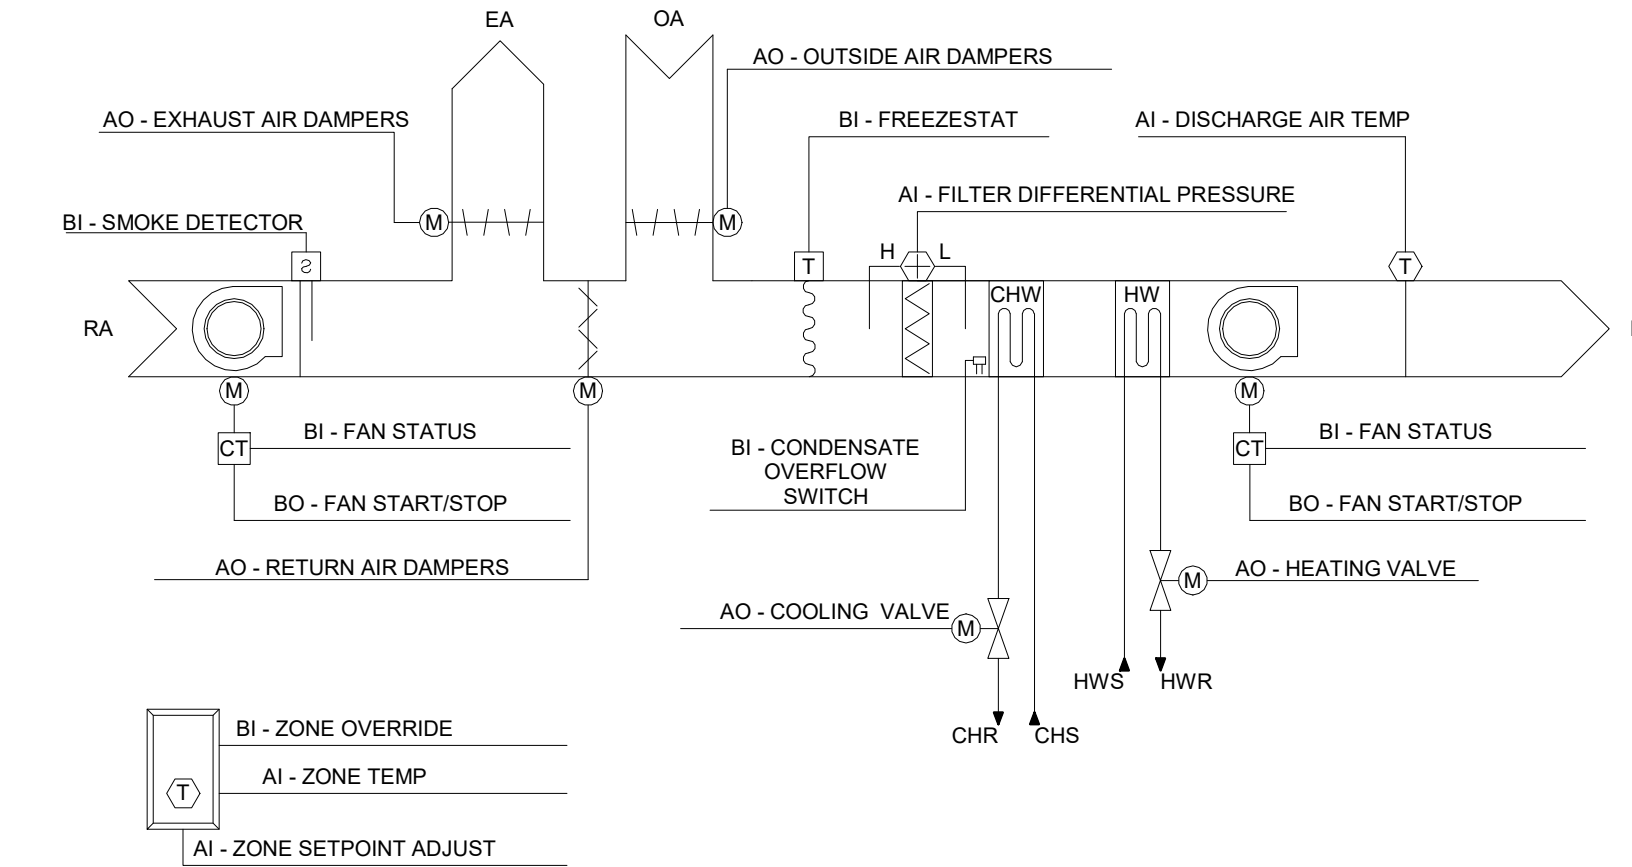 EA
OA
AO - OUTSIDE AIR DAMPERS
AO - EXHAUST AIR DAMPERS
BI - FREEZESTAT
AI - DISCHARGE AIR TEMP
AI - FILTER DIFFERENTIAL PRESSURE
BI - SMOKE DETECTOR
M
M
H
L
S
T
T
CHW
HW
RA
M
M
M
CT
BI - FAN STATUS
BO - FAN START/STOP
CT
BI - FAN STATUS
BO - FAN START/STOP
BI - CONDENSATE
OVERFLOW
SWITCH
AO - RETURN AIR DAMPERS
AO - HEATING VALVE
M
AO - COOLING VALVE
M
HWS
HWR
CHR
CHS
BI - ZONE OVERRIDE
AI - ZONE TEMP
T
AI - ZONE SETPOINT ADJUST